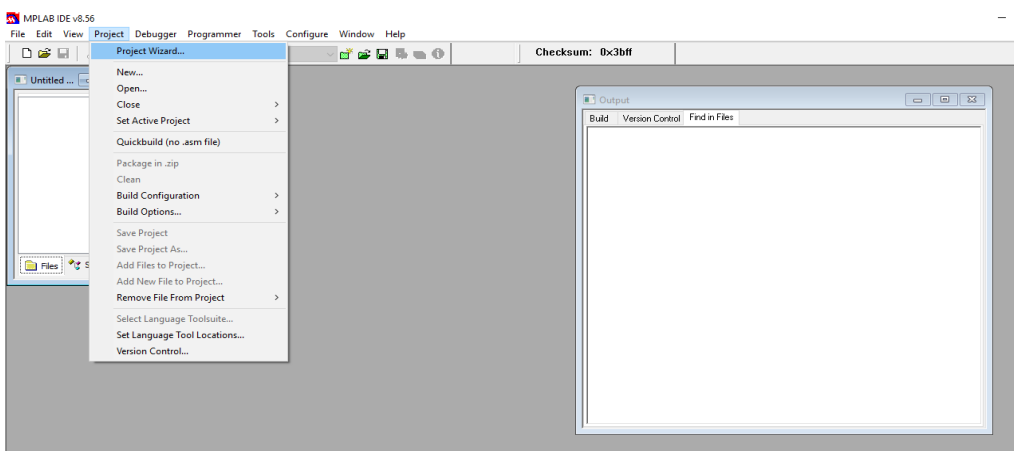 MPLAB IDE v8.56
File Edit View Project Debugger Programmer Tools Configure Window Help
Checksum: 0x3bff
Project Wizard...
New...
Open...
Close
Set Active Project
Quickbuild (no .asm file)
Package in .zip
Clean
Build Configuration
Build Options...
Save Project
Save Project As...
Add Files to Project...
Add New File to Project...
Remove File From Project
Select Language Toolsuite...
Set Language Tool Locations...
Version Control...
Untitled ...
Files S
Output
Build Version Control Find in Files